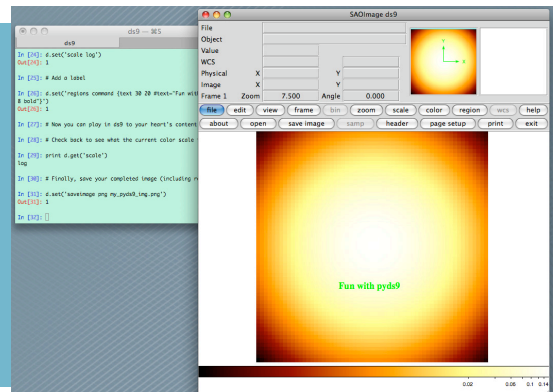 ds9 — ⌘5
ds9
In [24]: d.set('scale log')
Out[24]: 1
In [25]: # Add a label
In [26]: d.set('regions command {text 30 20 #text="Fun wit
8 bold"}')
Out[26]: 1
In [27]: # Now you can play in ds9 to your heart's content
In [28]: # Check back to see what the current color scale
In [29]: print d.get('scale')
log
In [30]: # Finally, save your completed image (including r
In [31]: d.set('saveimage png my_pyds9_img.png')
Out[31]: 1
In [32]:
SAOImage ds9
File
Object
Value
WCS
Physical X Y
Image X Y
Frame 1 Zoom 7.500 Angle 0.000
Y
X
file edit view frame bin zoom scale color region wcs help
about open save image samp header page setup print exit
Fun with pyds9
0.02 0.06 0.1 0.14